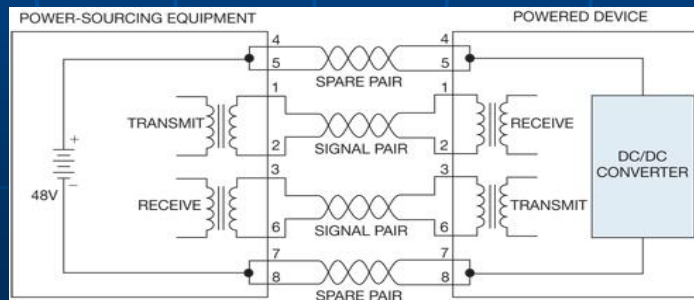 POWER-SOURCING EQUIPMENT
POWERED DEVICE
4 4
5 5
SPARE PAIR
1 1
TRANSMIT RECEIVE
2 2
SIGNAL PAIR
DC/DC
CONVERTER
+
48V
−
3 3
RECEIVE TRANSMIT
6 6
SIGNAL PAIR
7 7
8 8
SPARE PAIR